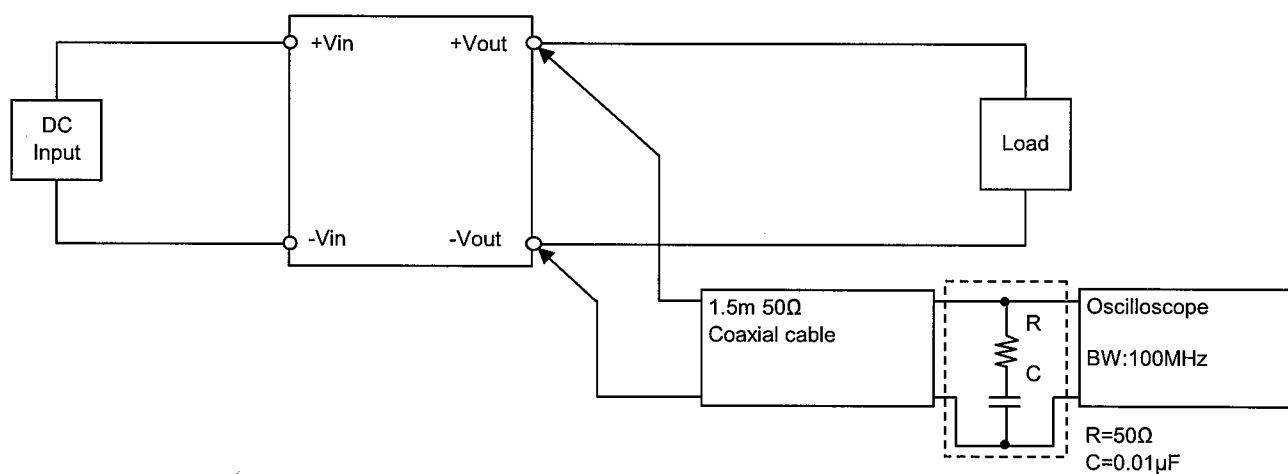 +Vin
+Vout
DC
Input
Load
-Vin
-Vout
1.5m 50Ω
Coaxial cable
R
C
Oscilloscope
BW:100MHz
R=50Ω
C=0.01µF